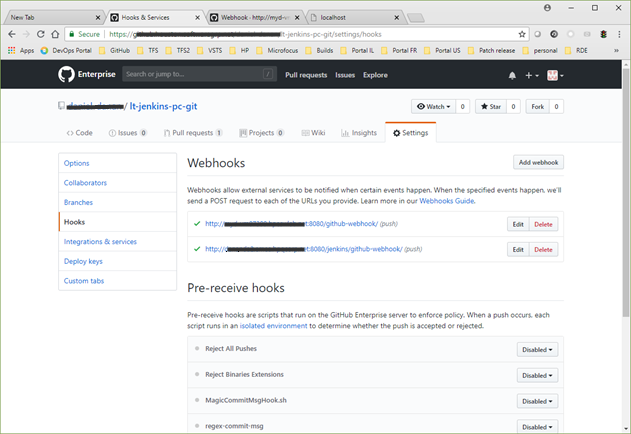 New Tab
Hooks & Services
Webhook - http://myd-v
localhost
Secure
https://
lt-jenkins-pc-git/settings/hooks
Apps
DevOps Portal
GitHub
TFS
TFS2
VSTS
HP
Microfocus
Builds
Portal IL
Portal FR
Portal US
Patch release
personal
RDE
Enterprise
Search or jump to...
/
Pull requests
Issues
Explore
/ lt-jenkins-pc-git
Watch
0
Star
0
Fork
0
Code
Issues 0
Pull requests 1
Projects 0
Wiki
Insights
Settings
Options
Collaborators
Branches
Hooks
Integrations & services
Deploy keys
Custom tabs
Webhooks
Add webhook
Webhooks allow external services to be notified when certain events happen. When the specified events happen, we'll
send a POST request to each of the URLs you provide. Learn more in our Webhooks Guide.
http://
:8080/github-webhook/ (push)
Edit
Delete
http://
et:8080/jenkins/github-webhook/ (push)
Edit
Delete
Pre-receive hooks
Pre-receive hooks are scripts that run on the GitHub Enterprise server to enforce policy. When a push occurs, each
script runs in an isolated environment to determine whether the push is accepted or rejected.
Reject All Pushes
Disabled
Reject Binaries Extensions
Disabled
MagicCommitMsgHook.sh
Disabled
regex-commit-msg
Disabled